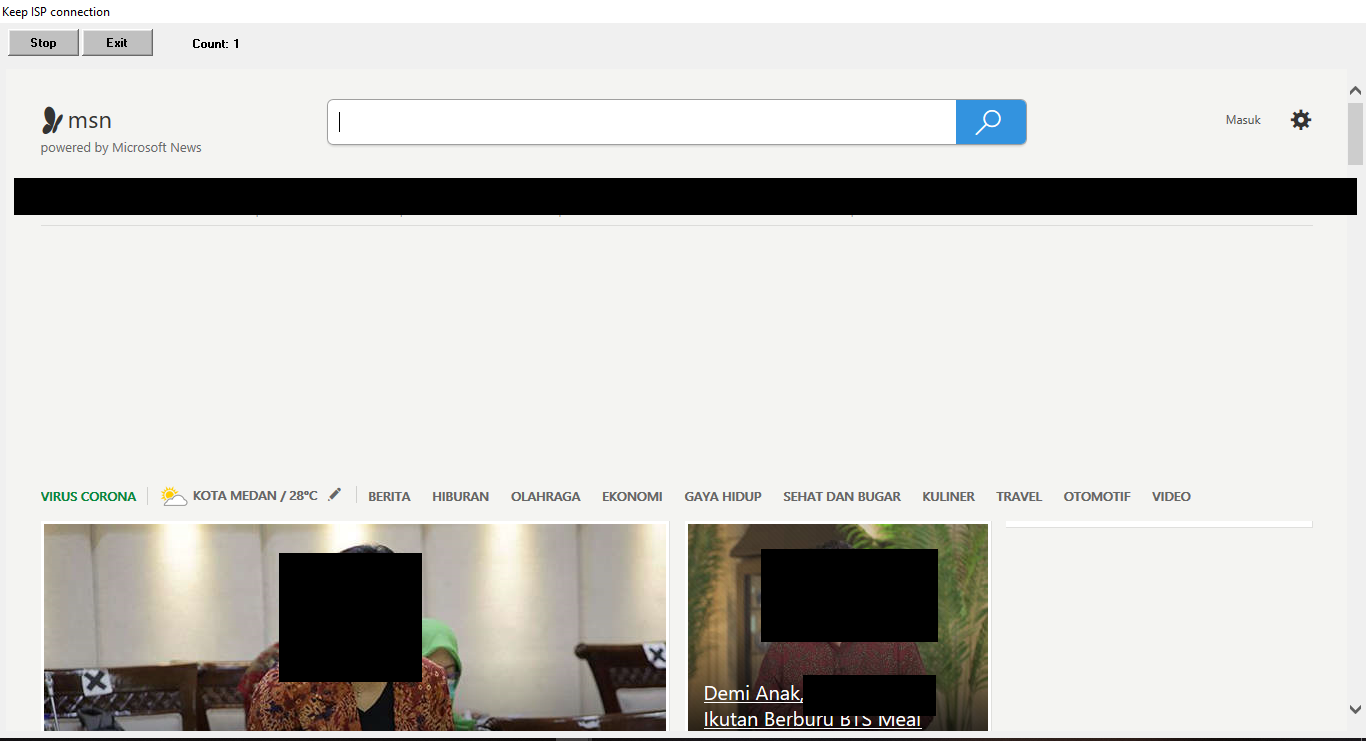 Keep ISP connection
Stop Exit Count: 1
msn
Masuk
powered by Microsoft News
VIRUS CORONA KOTA MEDAN / 28°C BERITA HIBURAN OLAHRAGA EKONOMI GAYA HIDUP SEHAT DAN BUGAR KULINER TRAVEL OTOMOTIF VIDEO
Demi Anak,
Ikutan Berburu BTS Meal